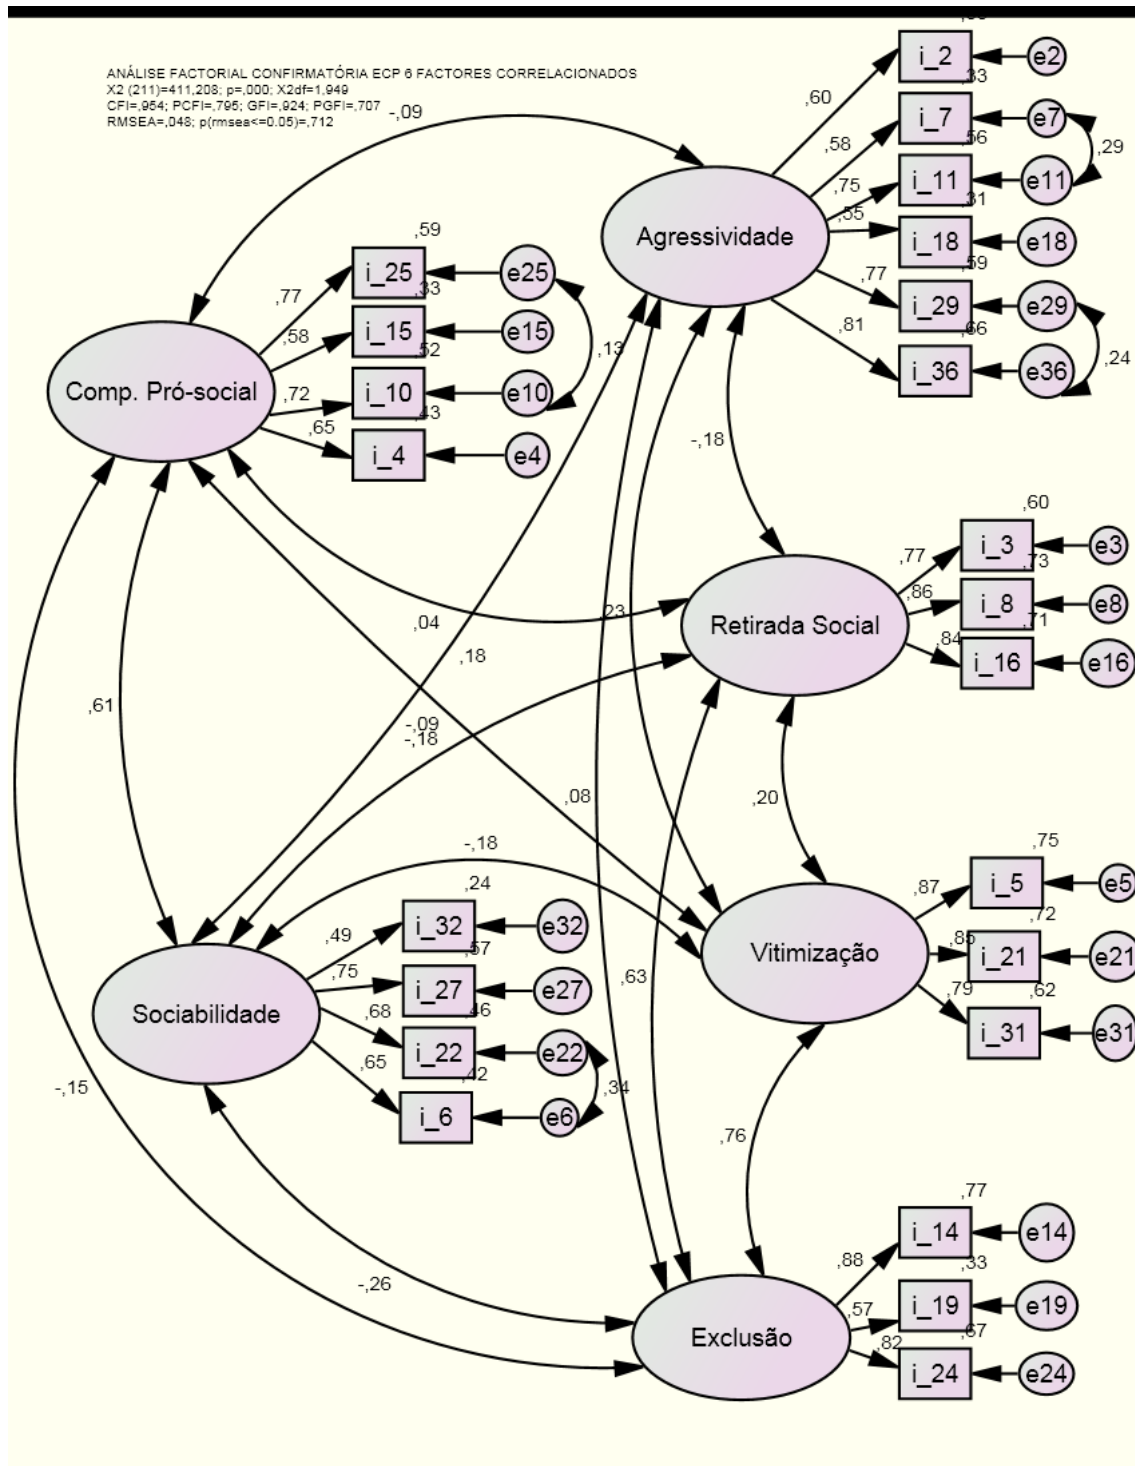 ANÁLISE FACTORIAL CONFIRMATÓRIA ECP 6 FACTORES CORRELACIONADOS
X2 (211)=411,208; p=,000; X2df=1,949
CFI=,954; PCFI=,795; GFI=,924; PGFI=,707
RMSEA=,048; p(rmsea<=0.05)=,712
-,09
i_2
e2
,60
,33
i_7
e7
,58
,56
,29
i_11
e11
,75
,31
i_18
e18
,55
,59
i_29
e29
,77
,66
,24
i_36
e36
,81
Agressividade
,59
i_25
e25
,77
,33
i_15
e15
,58
,52
,13
i_10
e10
,72
,43
i_4
e4
,65
Comp. Pró-social
-,18
,60
i_3
e3
,77
,73
i_8
e8
,86
,71
i_16
e16
,84
Retirada Social
,23
,04
,18
,61
-,09
-,18
,08
,20
-,18
,75
i_5
e5
,87
,72
i_21
e21
,85
,62
i_31
e31
,79
Vitimização
,24
i_32
e32
,49
,57
i_27
e27
,75
,46
i_22
e22
,68
,42
,34
i_6
e6
,65
Sociabilidade
,63
-,15
,76
-,26
,77
i_14
e14
,88
,33
i_19
e19
,57
,67
i_24
e24
,82
Exclusão